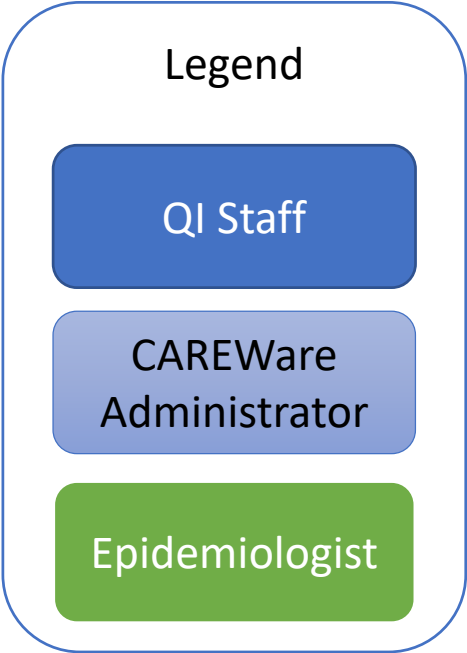 Legend
QI Staff
CAREWare
Administrator
Epidemiologist